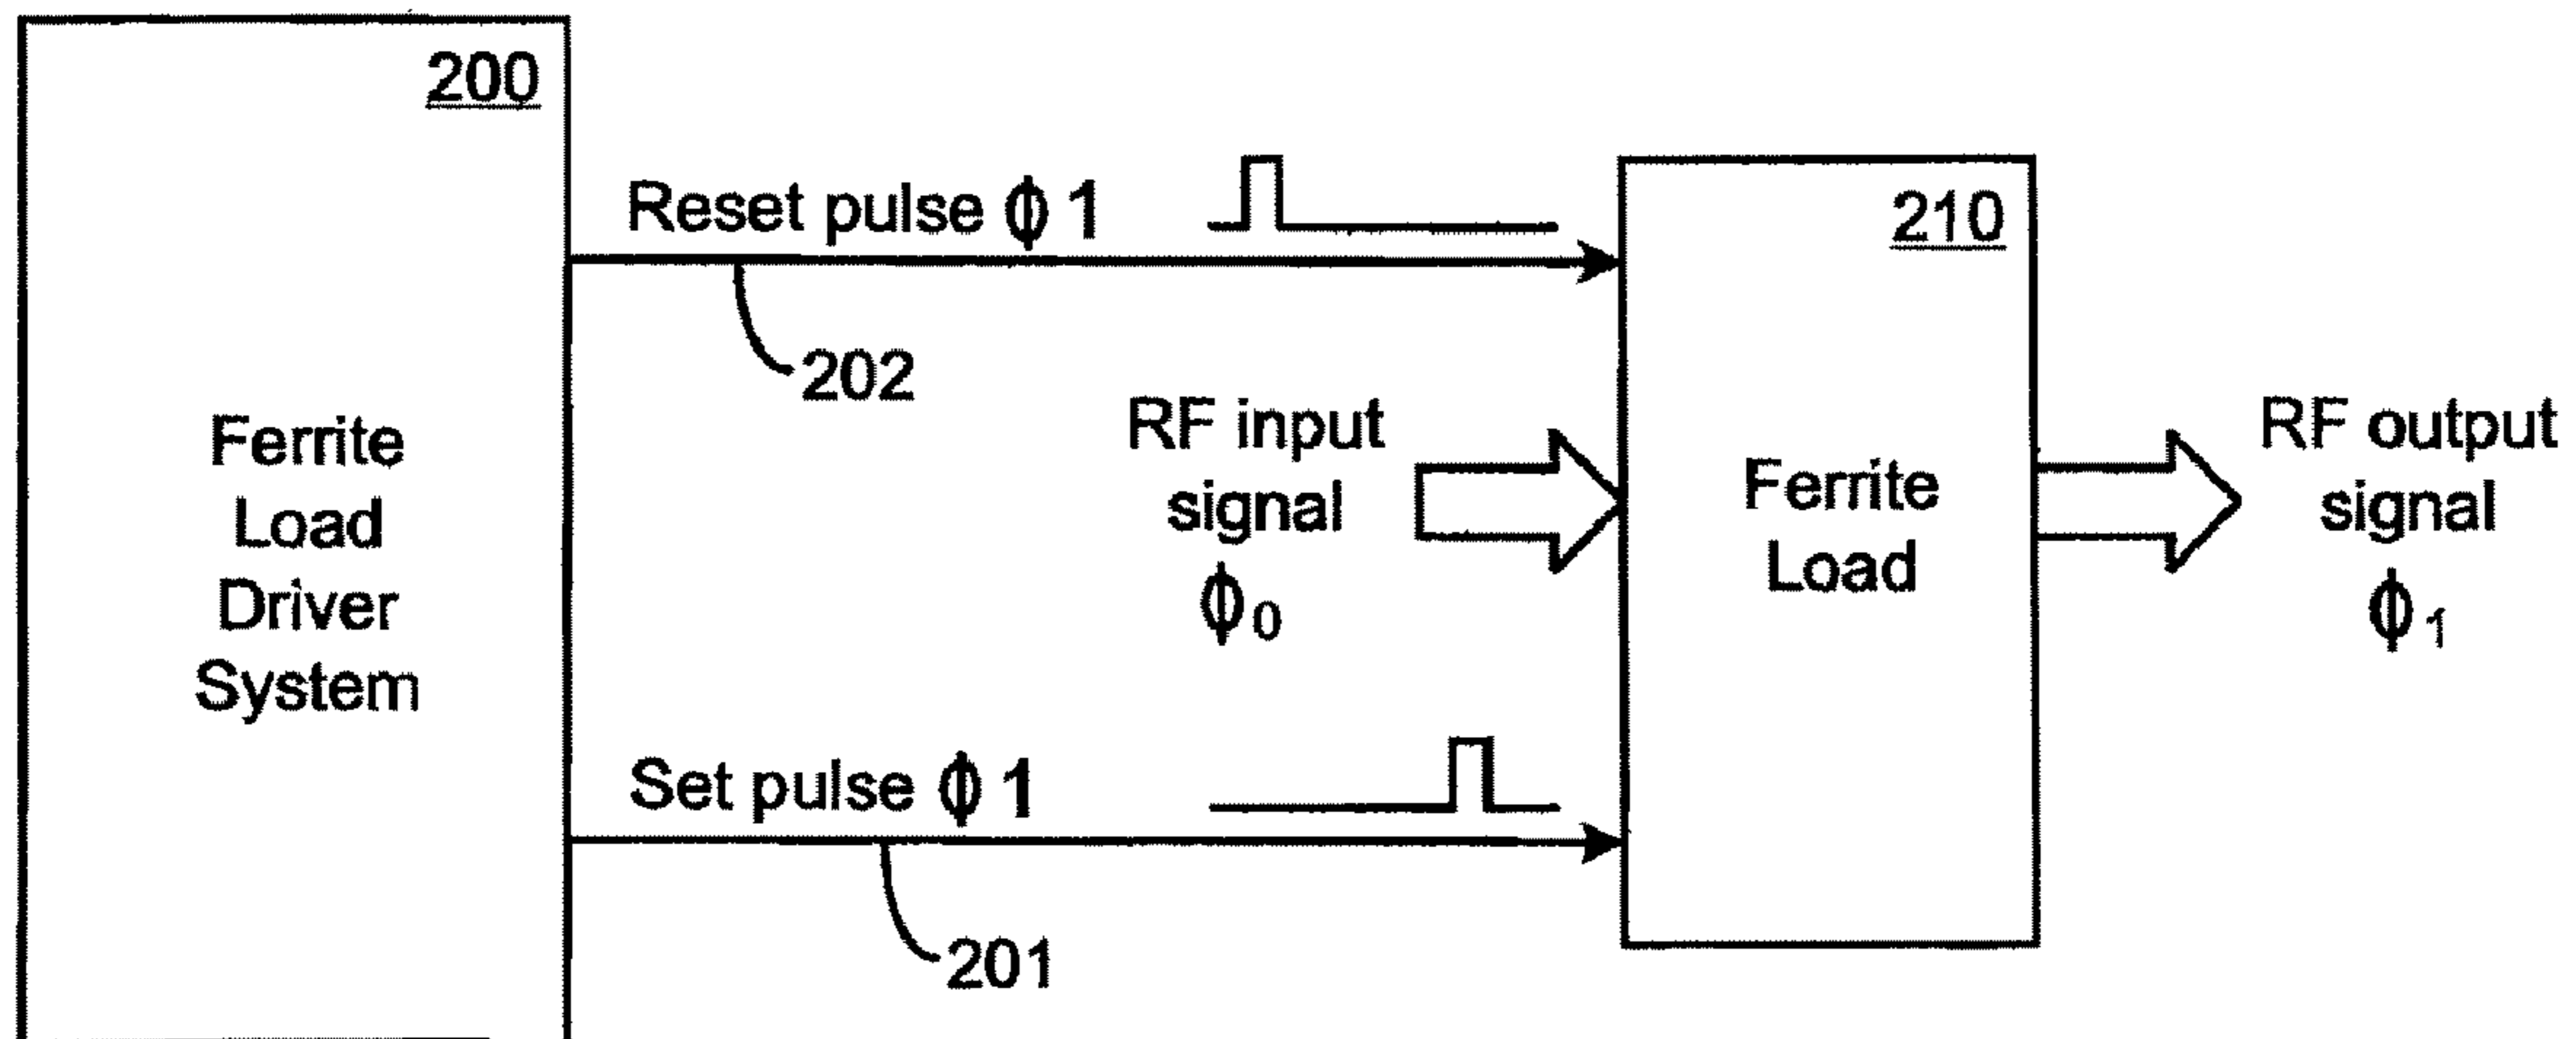 200
Ferrite
Load
Driver
System
Reset pulse ϕ 1
202
RF input
signal
ϕ₀
Set pulse ϕ 1
201
210
Ferrite
Load
RF output
signal
ϕ₁